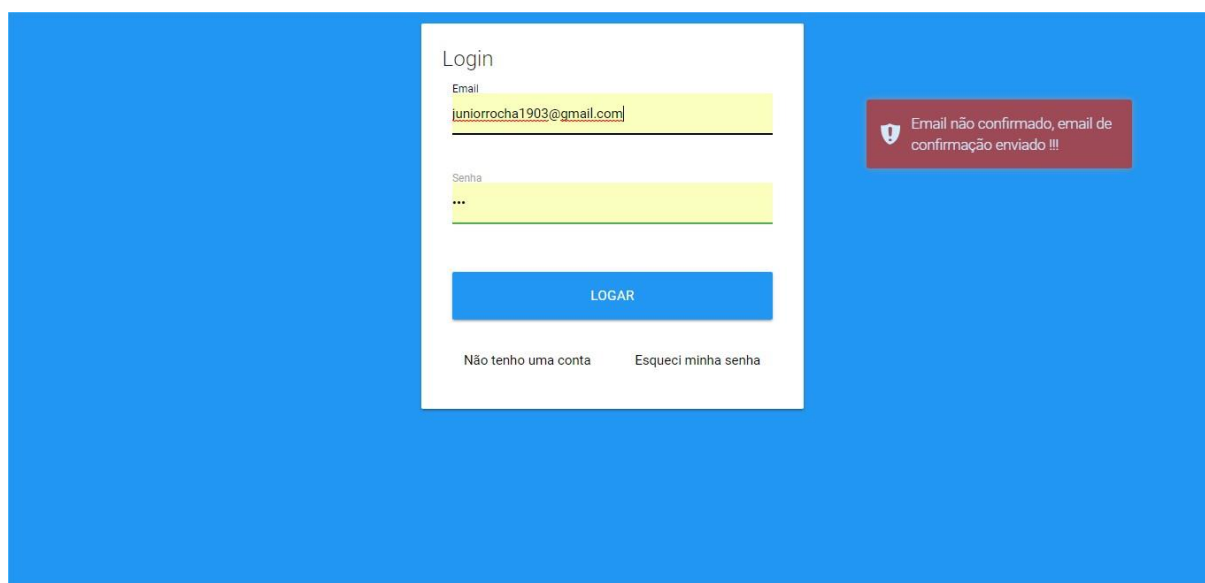 Login
Email
juniorrocha1903@gmail.com
Email não confirmado, email de
confirmação enviado !!!
Senha
•••
LOGAR
Não tenho uma conta
Esqueci minha senha